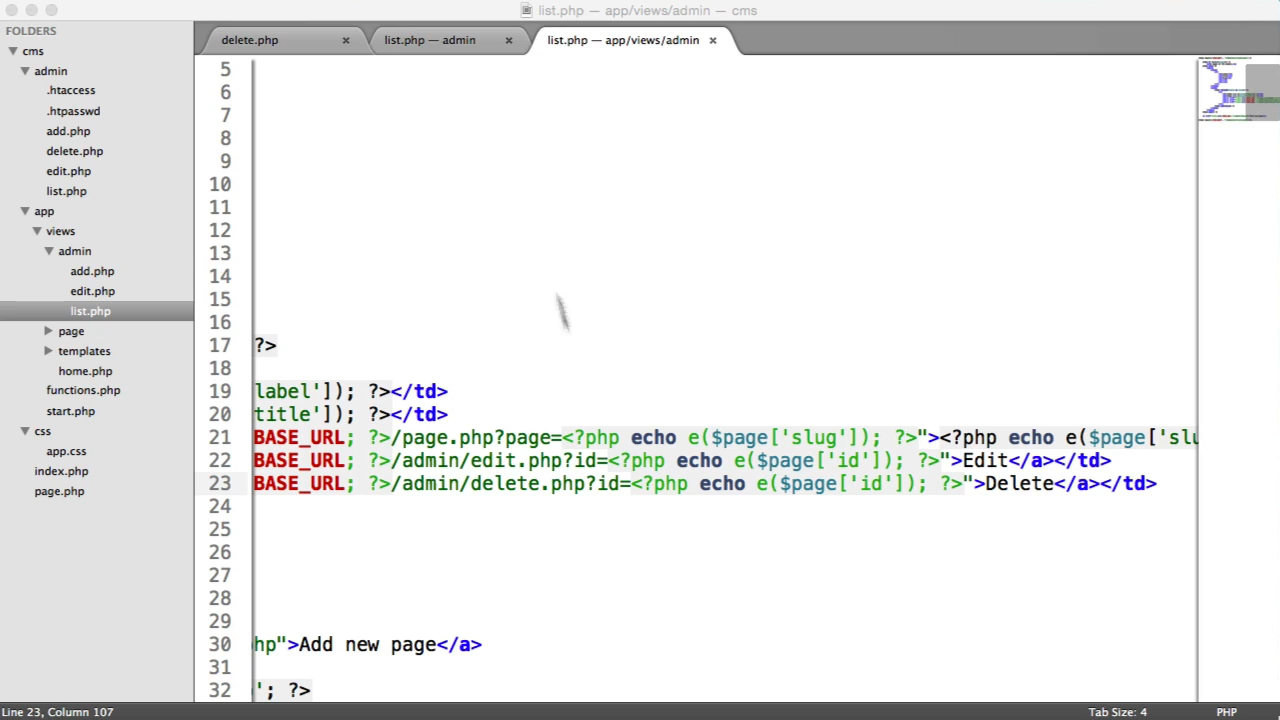 list.php — app/views/admin — cms
FOLDERS
cms
admin
.htaccess
.htpasswd
add.php
delete.php
edit.php
list.php
app
views
admin
add.php
edit.php
list.php
page
templates
home.php
functions.php
start.php
css
app.css
index.php
page.php
delete.php ×
list.php — admin ×
list.php — app/views/admin ×
5
6
7
8
9
10
11
12
13
14
15
16
17 ?>
18
19 label']); ?></td>
20 title']); ?></td>
21 BASE_URL; ?>/page.php?page=<?php echo e($page['slug']); ?>"><?php echo e($page['slu
22 BASE_URL; ?>/admin/edit.php?id=<?php echo e($page['id']); ?>">Edit</a></td>
23 BASE_URL; ?>/admin/delete.php?id=<?php echo e($page['id']); ?>">Delete</a></td>
24
25
26
27
28
29
30 hp">Add new page</a>
31
32 '; ?>
Line 23, Column 107
Tab Size: 4
PHP